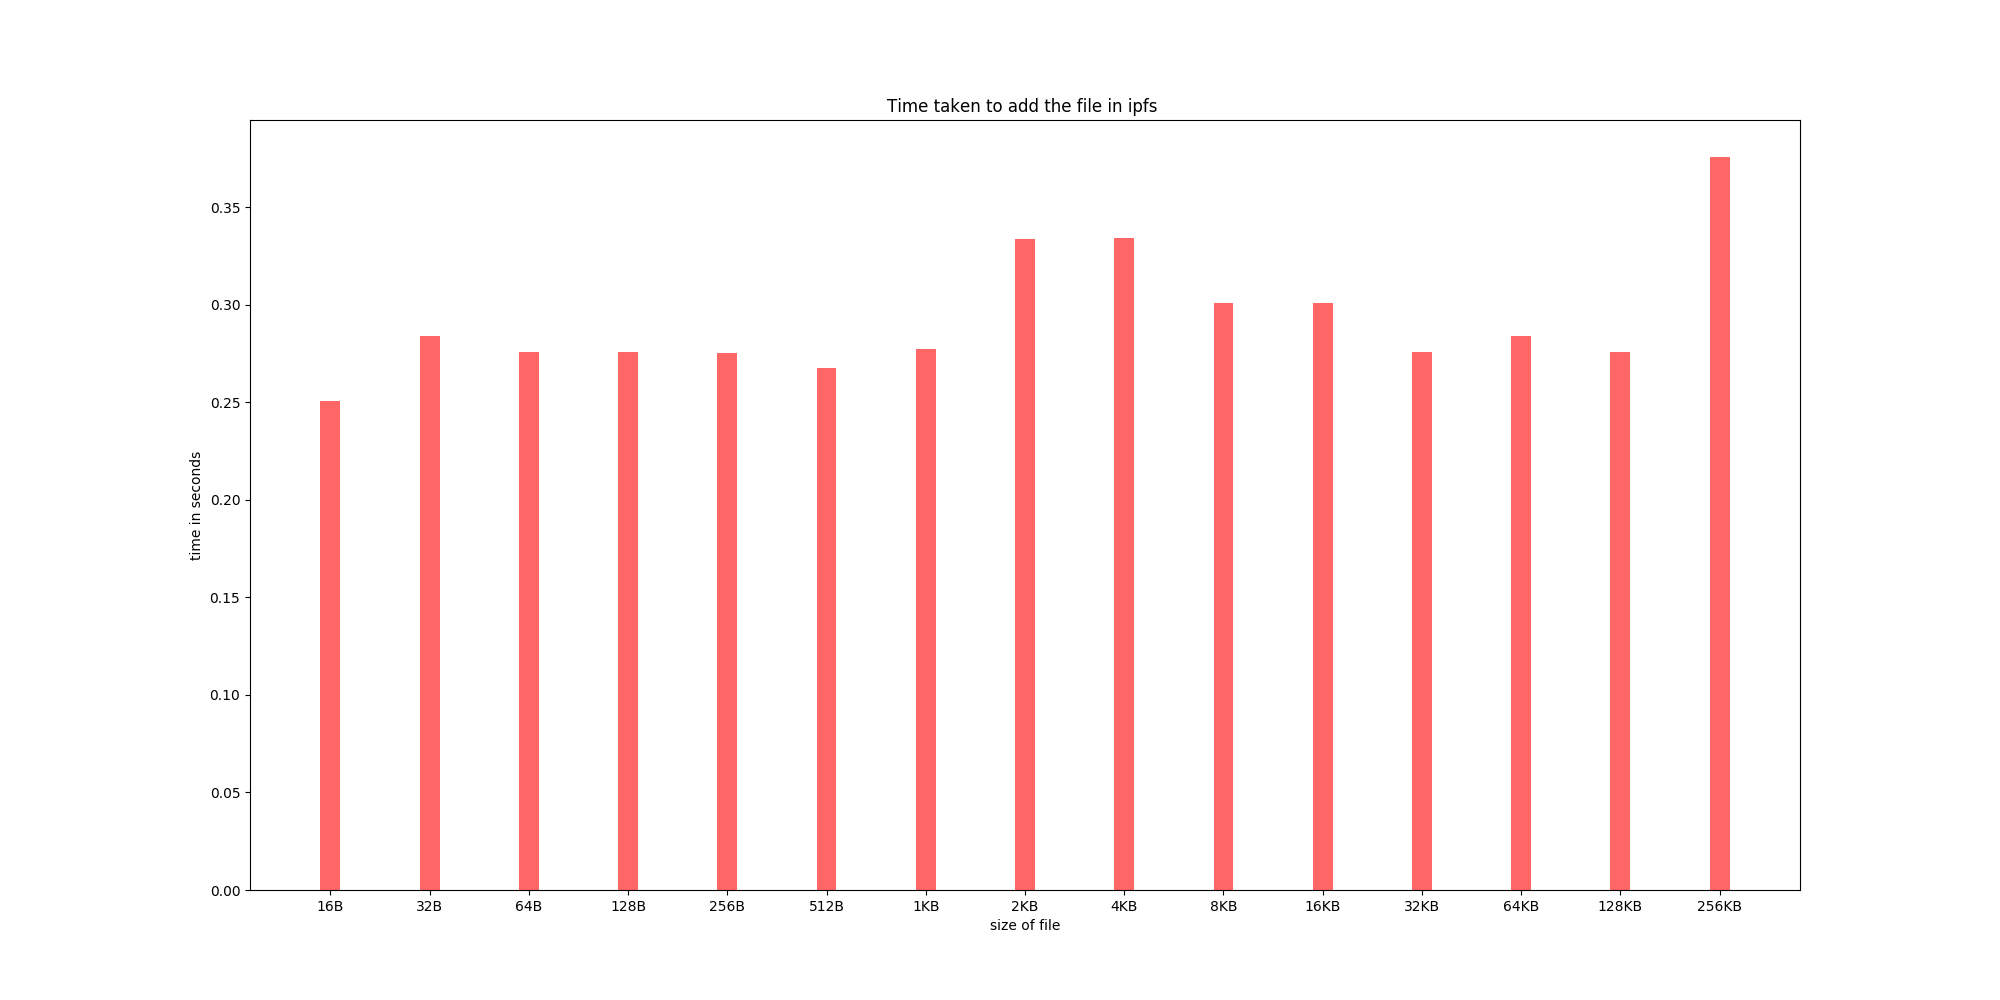 Time taken to add the file in ipfs
0.35
0.30
0.25
0.20
0.15
0.10
0.05
0.00
time in seconds
16B 32B 64B 128B 256B 512B 1KB 2KB 4KB 8KB 16KB 32KB 64KB 128KB 256KB
size of file